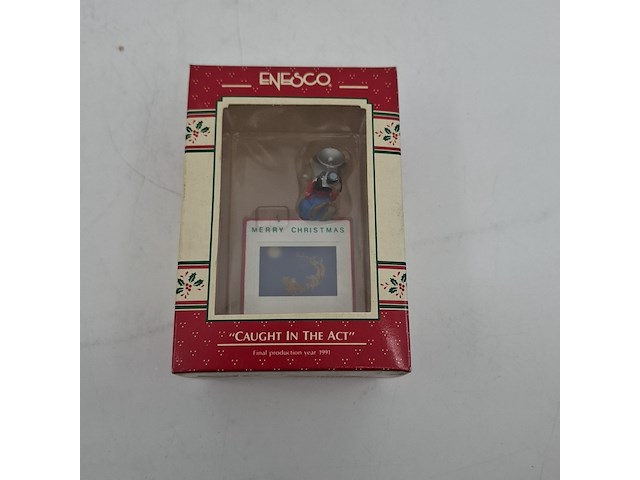 ENESCO
MERRY CHRISTMAS
"CAUGHT IN THE ACT"
Final production year 1991